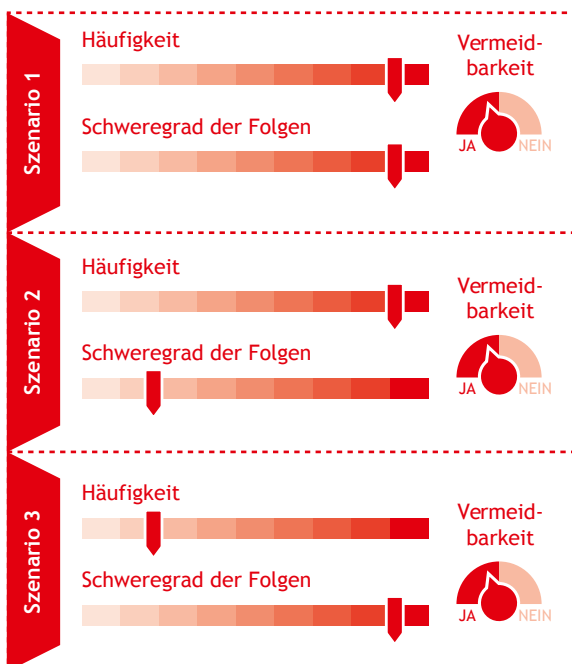 Szenario 1
Häufigkeit
Schweregrad der Folgen
Vermeid-
barkeit
JA NEIN
Szenario 2
Häufigkeit
Schweregrad der Folgen
Vermeid-
barkeit
JA NEIN
Szenario 3
Häufigkeit
Schweregrad der Folgen
Vermeid-
barkeit
JA NEIN